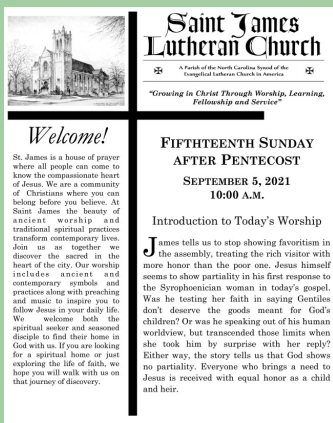 Saint James
Lutheran Church
A Parish of the North Carolina Synod of the
Evangelical Lutheran Church in America
"Growing in Christ Through Worship, Learning,
Fellowship and Service"
Welcome!
St. James is a house of prayer
where all people can come to
know the compassionate heart
of Jesus. We are a community
of Christians where you can
belong before you believe. At
Saint James the beauty of
ancient worship and
traditional spiritual practices
transform contemporary lives.
Join us as together we
discover the sacred in the
heart of the city. Our worship
includes ancient and
contemporary symbols and
practices along with preaching
and music to inspire you to
follow Jesus in your daily life.
We welcome both the
spiritual seeker and seasoned
disciple to find their home in
God with us. If you are looking
for a spiritual home or just
exploring the life of faith, we
hope you will walk with us on
that journey of discovery.
FIFTHTEENTH SUNDAY
AFTER PENTECOST
SEPTEMBER 5, 2021
10:00 A.M.
Introduction to Today's Worship
James tells us to stop showing favoritism in
the assembly, treating the rich visitor with
more honor than the poor one. Jesus himself
seems to show partiality in his first response to
the Syrophoenician woman in today's gospel.
Was he testing her faith in saying Gentiles
don't deserve the goods meant for God's
children? Or was he speaking out of his human
worldview, but transcended those limits when
she took him by surprise with her reply?
Either way, the story tells us that God shows
no partiality. Everyone who brings a need to
Jesus is received with equal honor as a child
and heir.